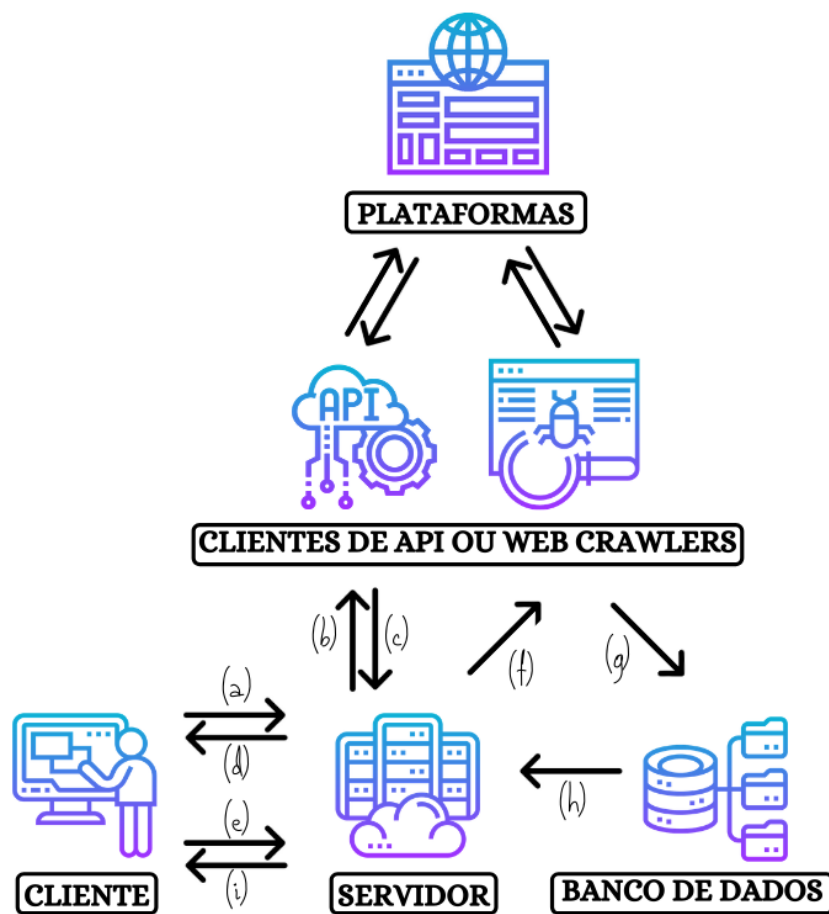 PLATAFORMAS
API
CLIENTES DE API OU WEB CRAWLERS
(b)
(c)
(f)
(g)
(a)
(d)
(h)
(e)
(i)
CLIENTE
SERVIDOR
BANCO DE DADOS